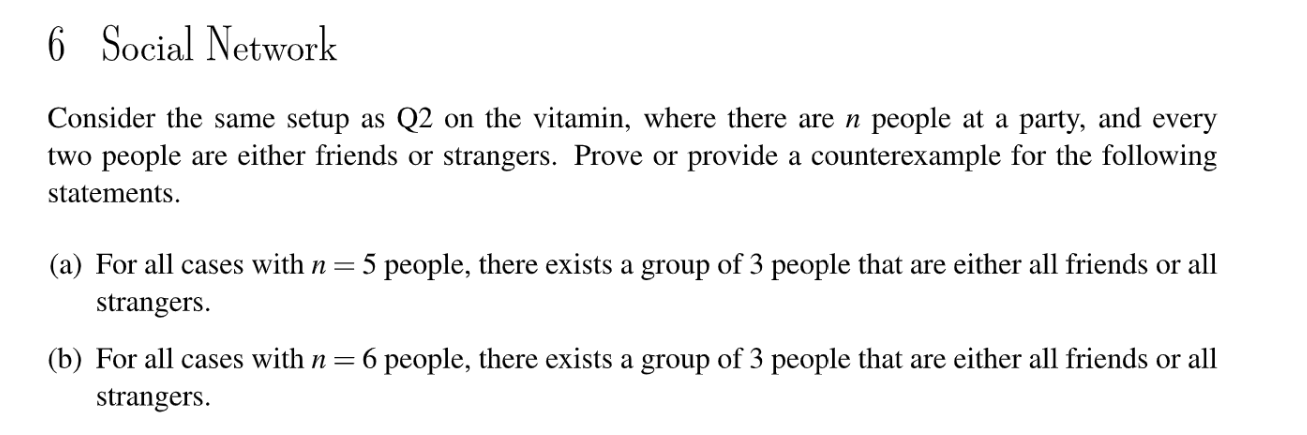 6 Social Network
Consider the same setup as Q2 on the vitamin, where there are n people at a party, and every
two people are either friends or strangers. Prove or provide a counterexample for the following
statements.
(a) For all cases with n = 5 people, there exists a group of 3 people that are either all friends or all
strangers.
(b) For all cases with n = 6 people, there exists a group of 3 people that are either all friends or all
strangers.